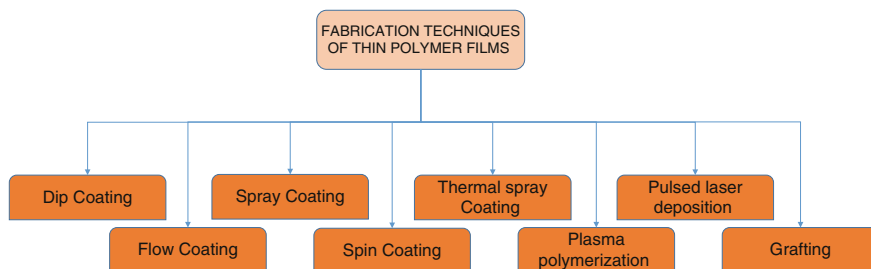 FABRICATION TECHNIQUES
OF THIN POLYMER FILMS
Dip Coating
Spray Coating
Thermal spray
Coating
Pulsed laser
deposition
Flow Coating
Spin Coating
Plasma
polymerization
Grafting